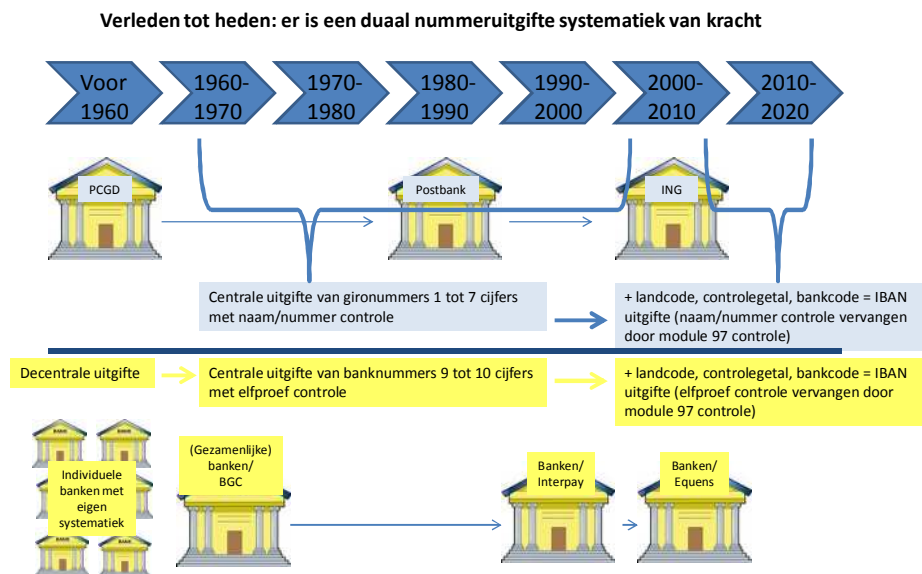 Verleden tot heden: er is een duaal nummeruitgifte systematiek van kracht
Voor
1960
1960-
1970
1970-
1980
1980-
1990
1990-
2000
2000-
2010
2010-
2020
PCGD
Postbank
ING
Centrale uitgifte van gironummers 1 tot 7 cijfers
met naam/nummer controle
+ landcode, controlegetal, bankcode = IBAN
uitgifte (naam/nummer controle vervangen
door module 97 controle)
Decentrale uitgifte
Centrale uitgifte van banknummers 9 tot 10 cijfers
met elfproef controle
+ landcode, controlegetal, bankcode = IBAN
uitgifte (elfproef controle vervangen door
module 97 controle)
BANK
BANK
Individuele
banken met
eigen
systematiek
BANK
BANK
(Gezamenlijke)
banken/
BGC
Banken/
Interpay
Banken/
Equens